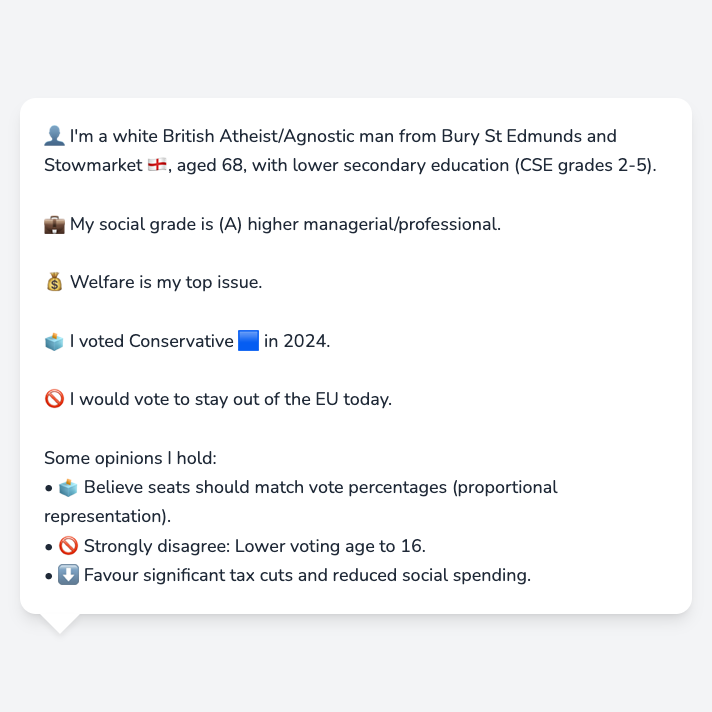 👤 I'm a white British Atheist/Agnostic man from Bury St Edmunds and
Stowmarket 🏴󠁧󠁢󠁥󠁮󠁧󠁿, aged 68, with lower secondary education (CSE grades 2-5).
💼 My social grade is (A) higher managerial/professional.
💰 Welfare is my top issue.
🗳️ I voted Conservative 🟦 in 2024.
🚫 I would vote to stay out of the EU today.
Some opinions I hold:
• 🗳️ Believe seats should match vote percentages (proportional
representation).
• 🚫 Strongly disagree: Lower voting age to 16.
• ⬇️ Favour significant tax cuts and reduced social spending.